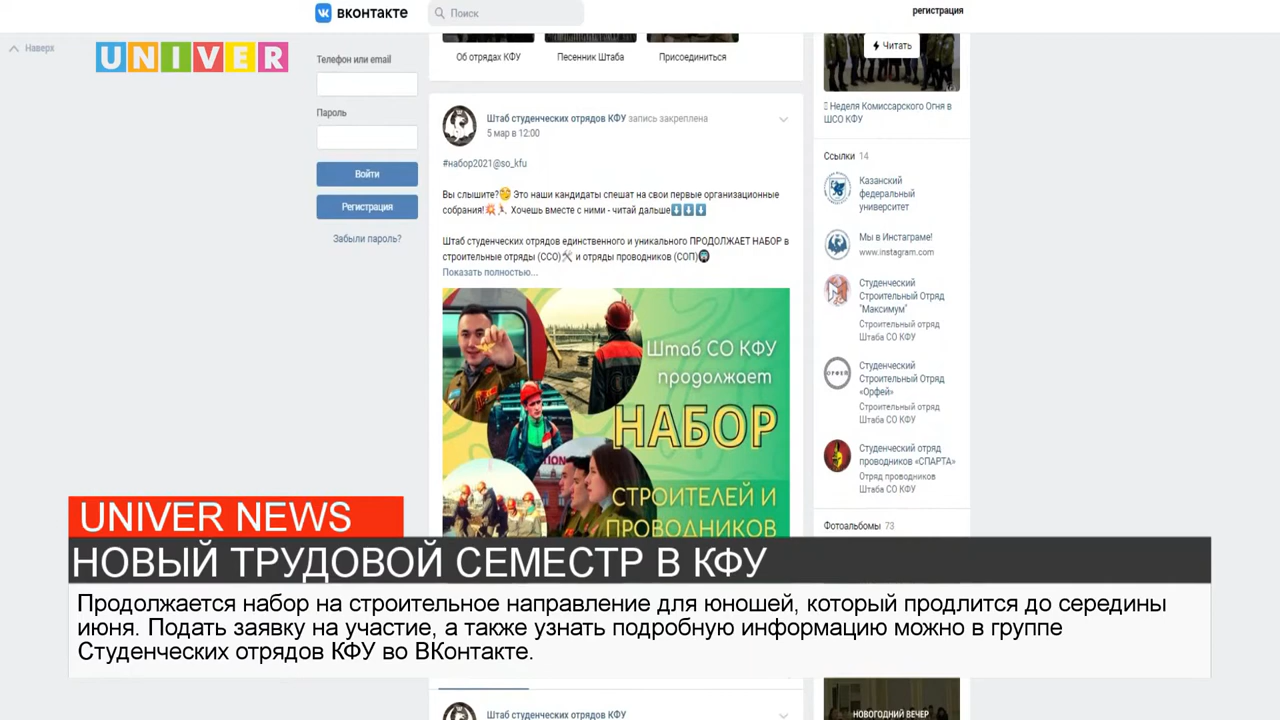 вконтакте
Поиск
регистрация
Наверх
UNIVER
Телефон или email
Пароль
Войти
Регистрация
Забыли пароль?
Об отрядах КФУ
Песенник Штаба
Присоединиться
Штаб студенческих отрядов КФУ запись закреплена
5 мар в 12:00
#набор2021@so_kfu
Вы слышите?🧐 Это наши кандидаты спешат на свои первые организационные
собрания!💥🏃 Хочешь вместе с ними - читай дальше⬇⬇⬇
Штаб студенческих отрядов единственного и уникального ПРОДОЛЖАЕТ НАБОР в
строительные отряды (ССО)🛠 и отряды проводников (СОП)🚇
Показать полностью...
Штаб СО КФУ
продолжает
НАБОР
СТРОИТЕЛЕЙ И
ПРОВОДНИКОВ
Читать
Неделя Комиссарского Огня в
ШСО КФУ
Ссылки 14
Казанский
федеральный
университет
Мы в Инстаграме!
www.instagram.com
Студенческий
Строительный Отряд
"Максимум"
Строительный отряд
Штаба СО КФУ
Студенческий
Строительный Отряд
«Орфей»
Строительный отряд
Штаба СО КФУ
Студенческий отряд
проводников «СПАРТА»
Отряд проводников
Штаба СО КФУ
Фотоальбомы 73
UNIVER NEWS
НОВЫЙ ТРУДОВОЙ СЕМЕСТР В КФУ
Продолжается набор на строительное направление для юношей, который продлится до середины
июня. Подать заявку на участие, а также узнать подробную информацию можно в группе
Студенческих отрядов КФУ во ВКонтакте.
Штаб студенческих отрядов КФУ
НОВОГОДНИЙ ВЕЧЕР